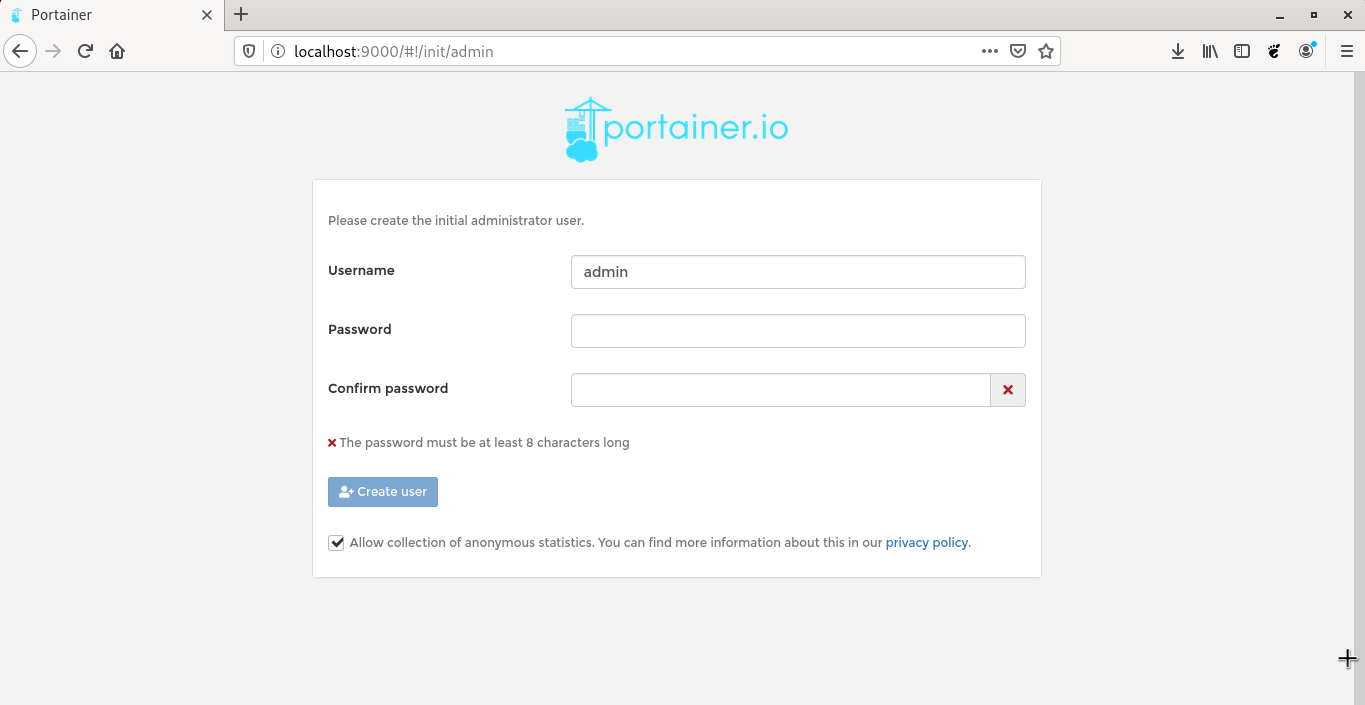 Portainer
localhost:9000/#!/init/admin
portainer.io
Please create the initial administrator user.
Username
admin
Password
Confirm password
The password must be at least 8 characters long
Create user
Allow collection of anonymous statistics. You can find more information about this in our privacy policy.